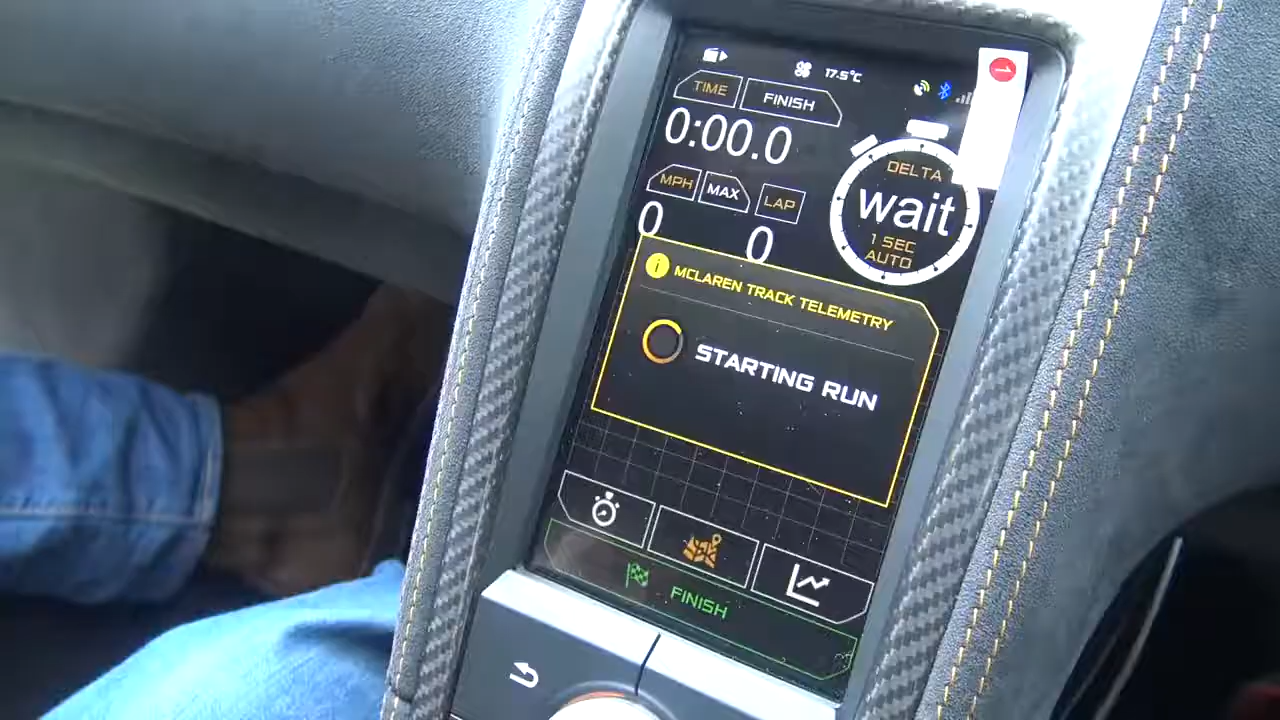 17.5°C
TIME FINISH
0:00.0
MPH MAX LAP
0 0
DELTA
wait
1 SEC
AUTO
i MCLAREN TRACK TELEMETRY
STARTING RUN
FINISH